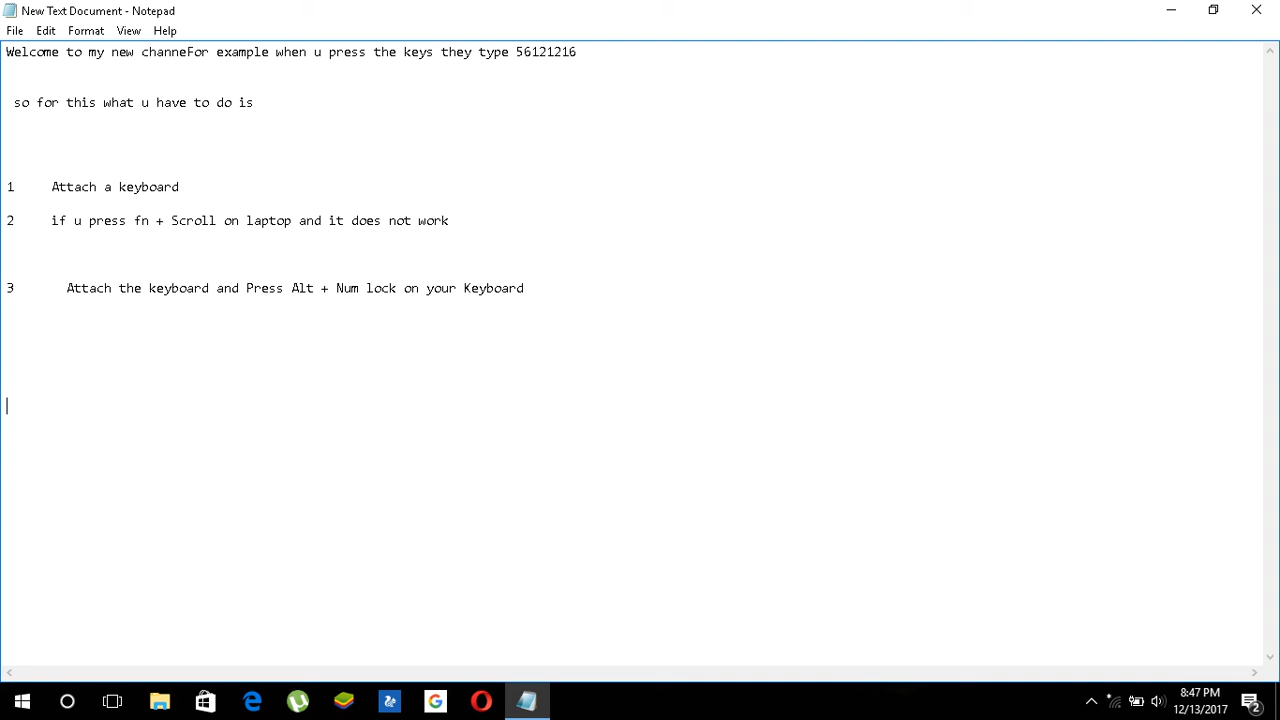 New Text Document - Notepad
File Edit Format View Help
Welcome to my new channeFor example when u press the keys they type 56121216
so for this what u have to do is
1 Attach a keyboard
2 if u press fn + Scroll on laptop and it does not work
3 Attach the keyboard and Press Alt + Num lock on your Keyboard
8:47 PM
12/13/2017
2